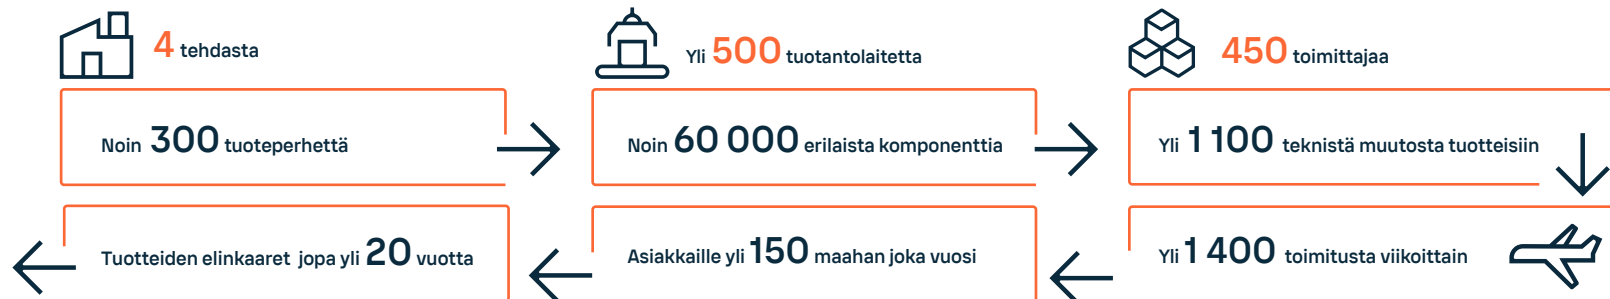 4 tehdasta
Yli 500 tuotantolaitetta
450 toimittajaa
Noin 300 tuoteperhettä
Noin 60 000 erilaista komponenttia
Yli 1 100 teknistä muutosta tuotteisiin
Yli 1 400 toimitusta viikoittain
Asiakkaille yli 150 maahan joka vuosi
Tuotteiden elinkaaret jopa yli 20 vuotta